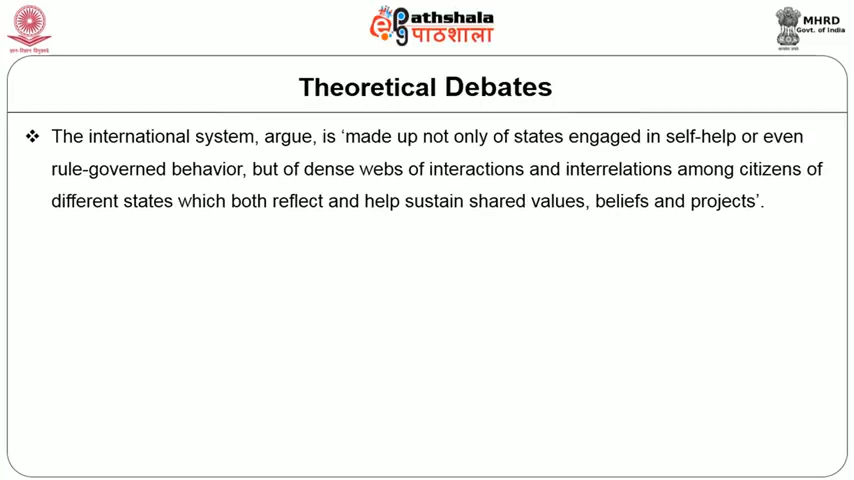 ePathshala
पाठशाला
MHRD
Govt. of India
Theoretical Debates
❖ The international system, argue, is ‘made up not only of states engaged in self-help or even
rule-governed behavior, but of dense webs of interactions and interrelations among citizens of
different states which both reflect and help sustain shared values, beliefs and projects’.